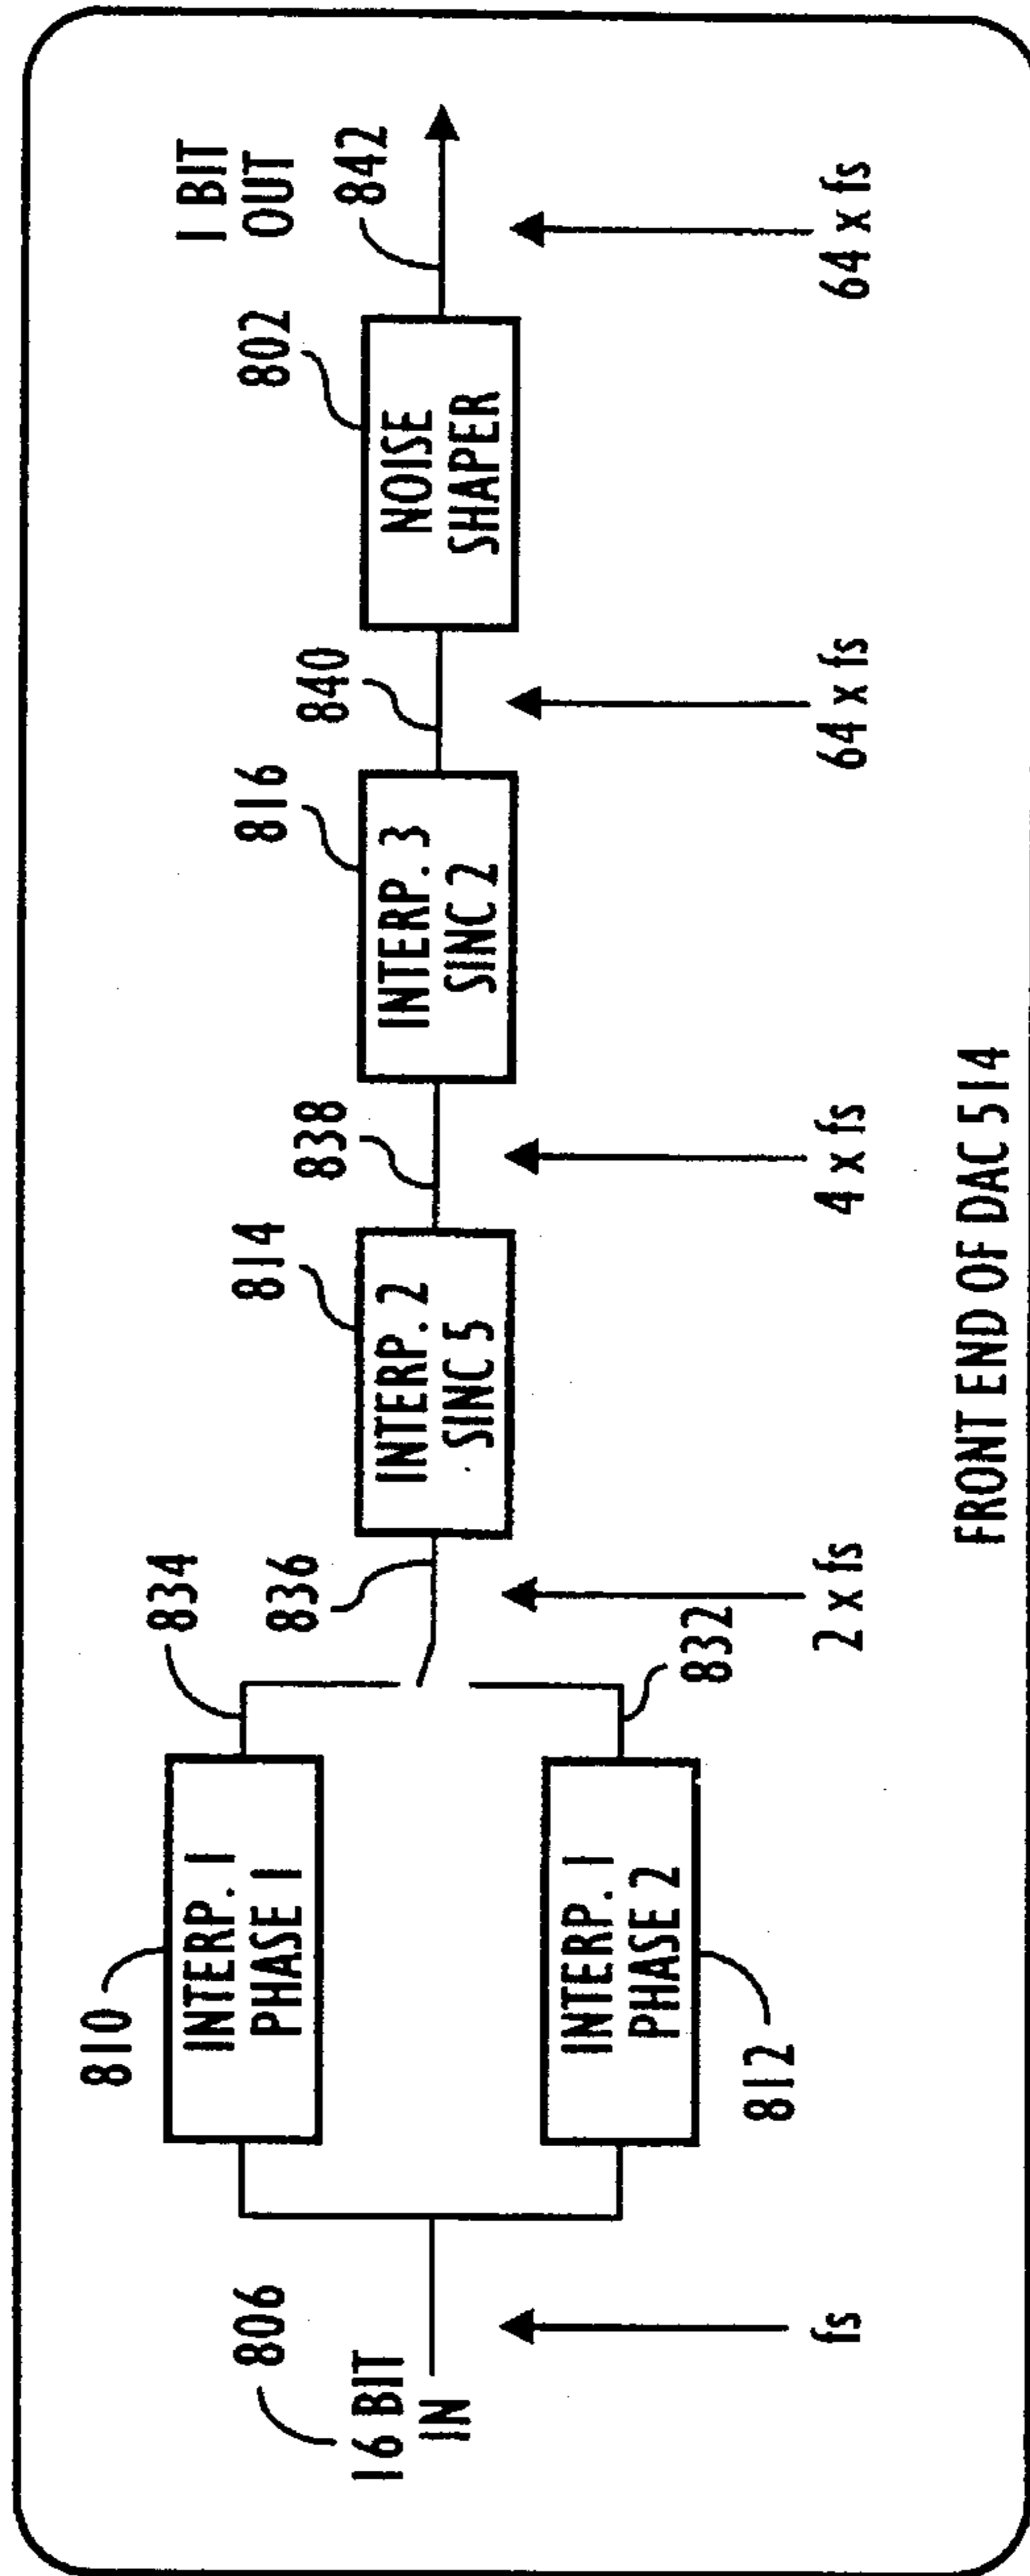 806
16 BIT
IN
fs
810
INTERP. 1
PHASE 1
INTERP. 1
PHASE 2
812
834
832
836
2 x fs
814
INTERP. 2
SINC 5
838
4 x fs
816
INTERP. 3
SINC 2
840
64 x fs
802
NOISE
SHAPER
1 BIT
OUT
842
64 x fs
FRONT END OF DAC 514